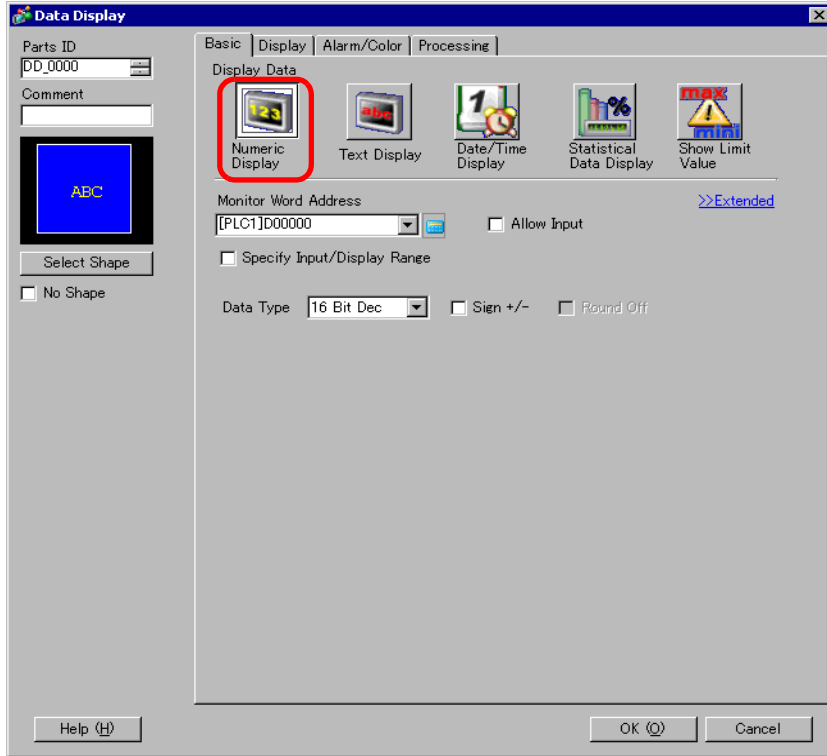 Data Display
Parts ID
DD_0000
Comment
ABC
Select Shape
No Shape
Basic
Display
Alarm/Color
Processing
Display Data
123
Numeric
Display
abc
Text Display
1
Date/Time
Display
%
Statistical
Data Display
max
mini
Show Limit
Value
Monitor Word Address
>>Extended
[PLC1]D00000
Allow Input
Specify Input/Display Range
Data Type
16 Bit Dec
Sign +/-
Round Off
Help (H)
OK (O)
Cancel